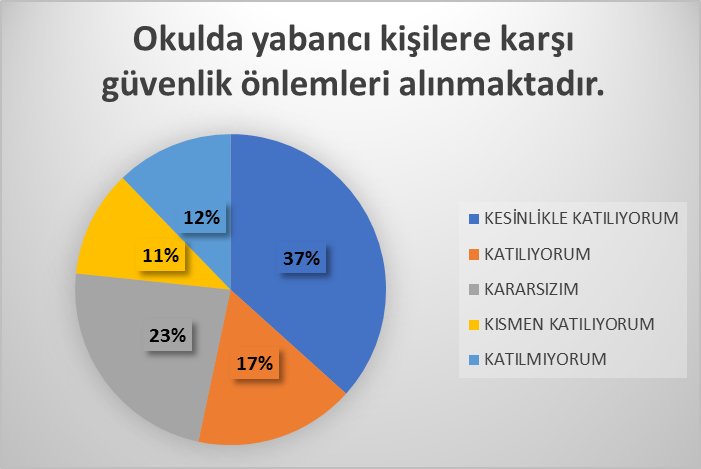 Okulda yabancı kişilere karşı
güvenlik önlemleri alınmaktadır.
12%
37%
11%
23%
17%
KESİNLİKLE KATILIYORUM
KATILIYORUM
KARARSIZIM
KISMEN KATILIYORUM
KATILMIYORUM